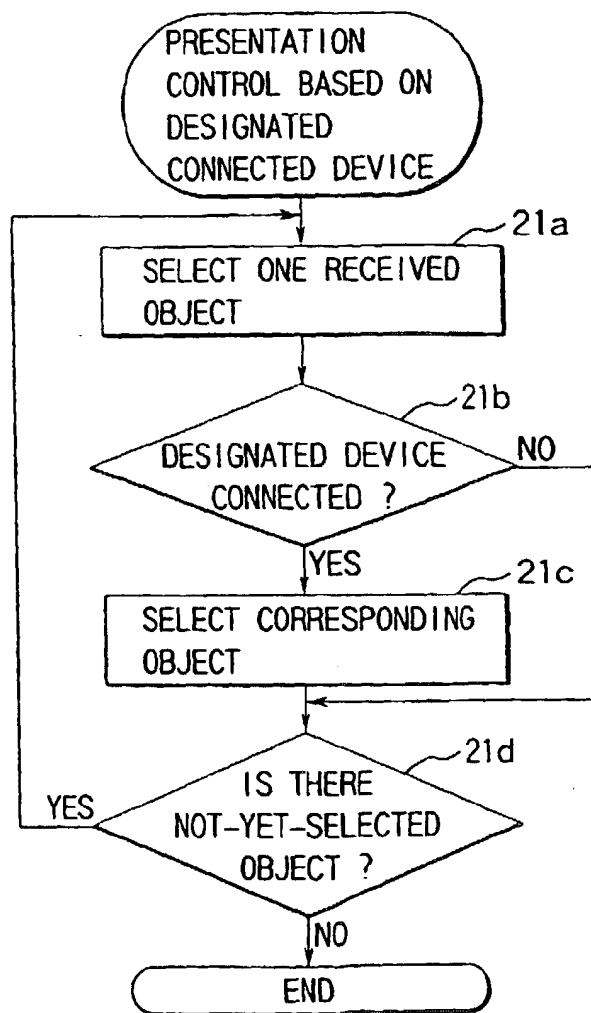 PRESENTATION
CONTROL BASED ON
DESIGNATED
CONNECTED DEVICE
21a
SELECT ONE RECEIVED
OBJECT
21b
DESIGNATED DEVICE
CONNECTED ?
NO
YES
21c
SELECT CORRESPONDING
OBJECT
21d
IS THERE
NOT-YET-SELECTED
OBJECT ?
YES
NO
END